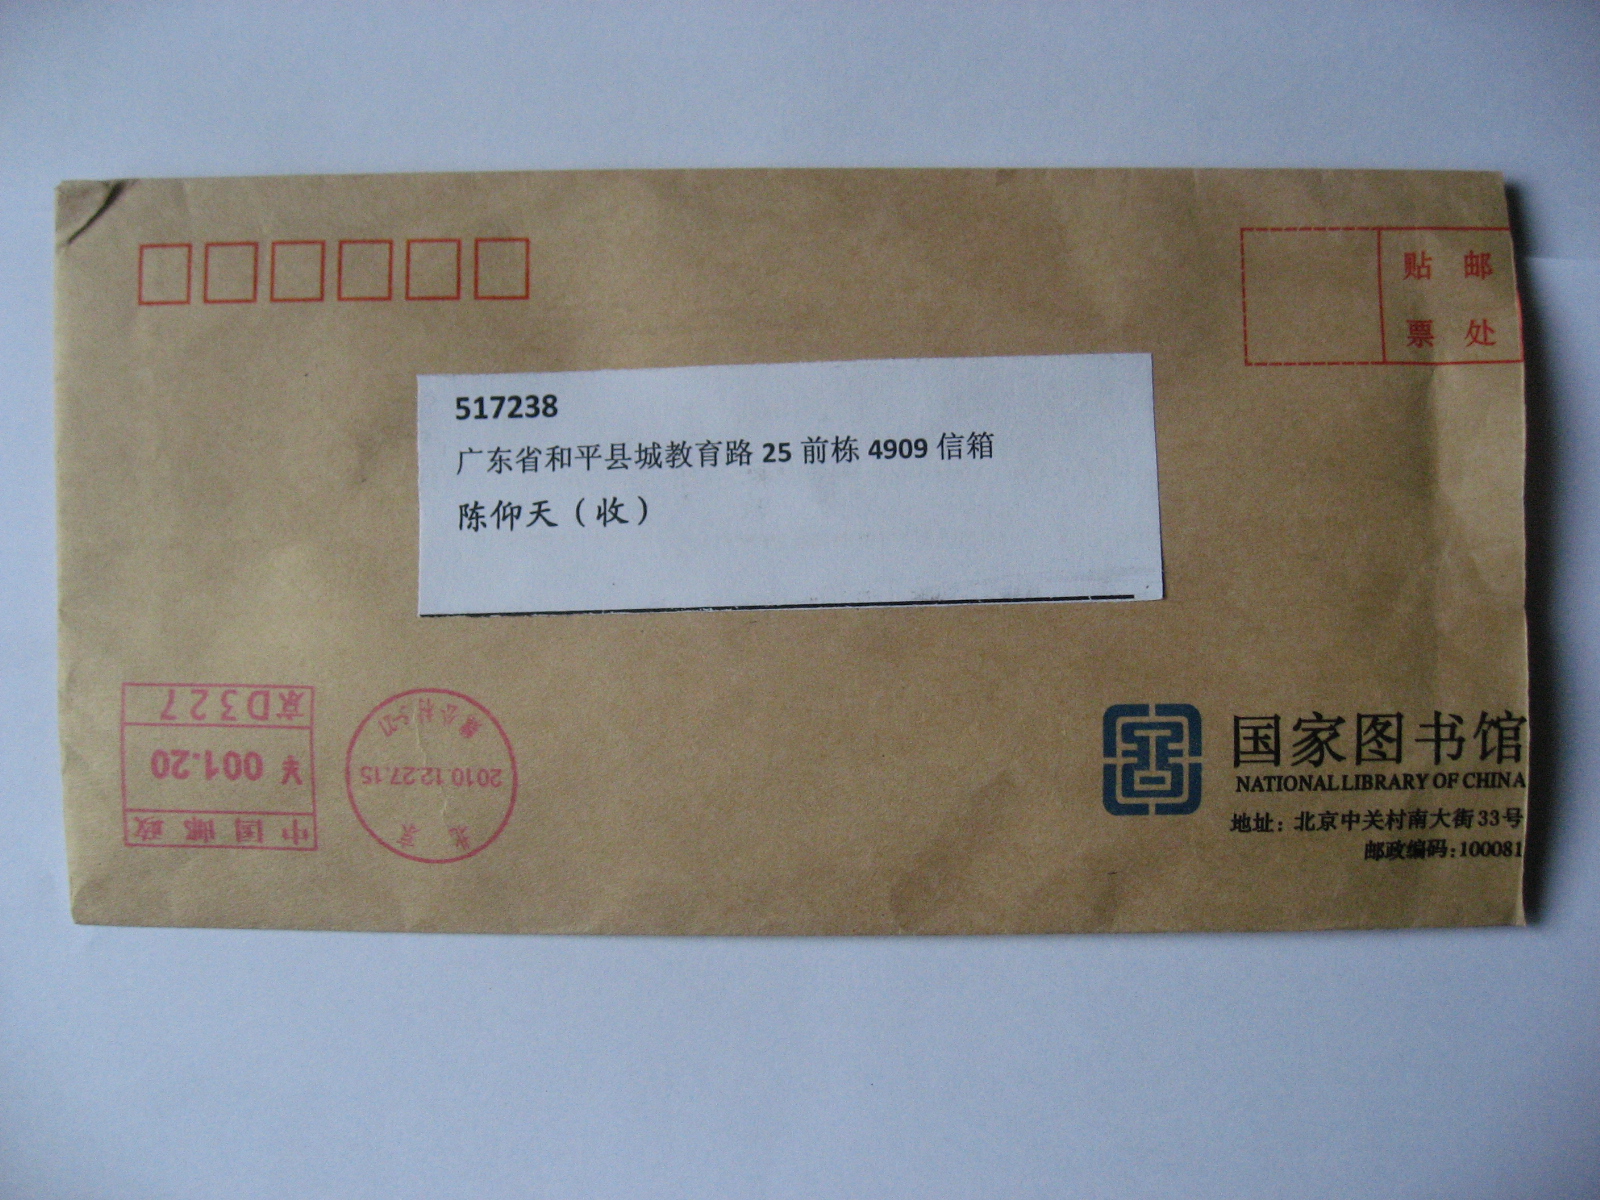 贴 邮
票 处
517238
广东省和平县城教育路 25 前栋 4909 信箱
陈仰天（收）
京D327
¥ 001.20
中国邮政
2010.12.27.15
北京
国家图书馆
NATIONAL LIBRARY OF CHINA
地址：北京中关村南大街33号
邮政编码：100081